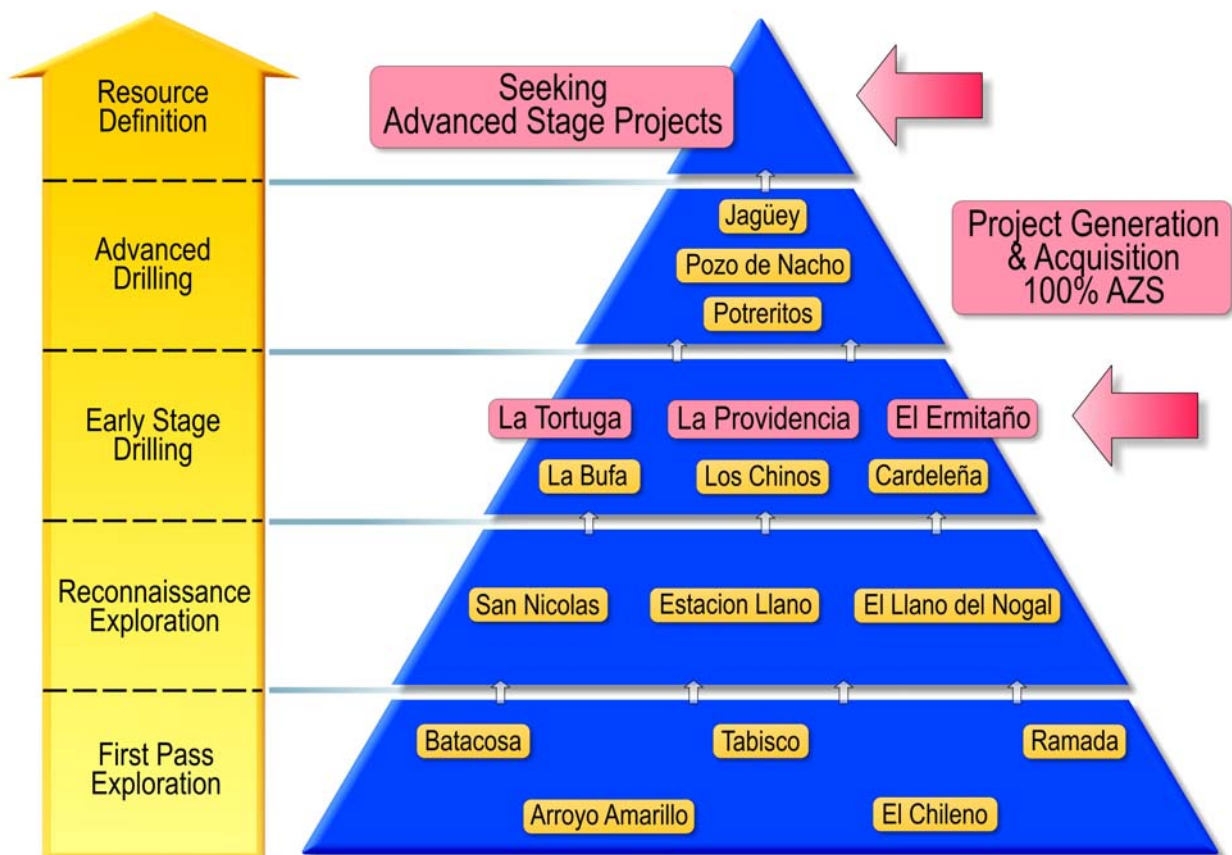 Resource
Definition
Seeking
Advanced Stage Projects
Advanced
Drilling
Jagüey
Pozo de Nacho
Potreritos
Project Generation
& Acquisition
100% AZS
Early Stage
Drilling
La Tortuga
La Providencia
El Ermitaño
La Bufa
Los Chinos
Cardeleña
Reconnaissance
Exploration
San Nicolas
Estacion Llano
El Llano del Nogal
First Pass
Exploration
Batacosa
Tabisco
Ramada
Arroyo Amarillo
El Chileno